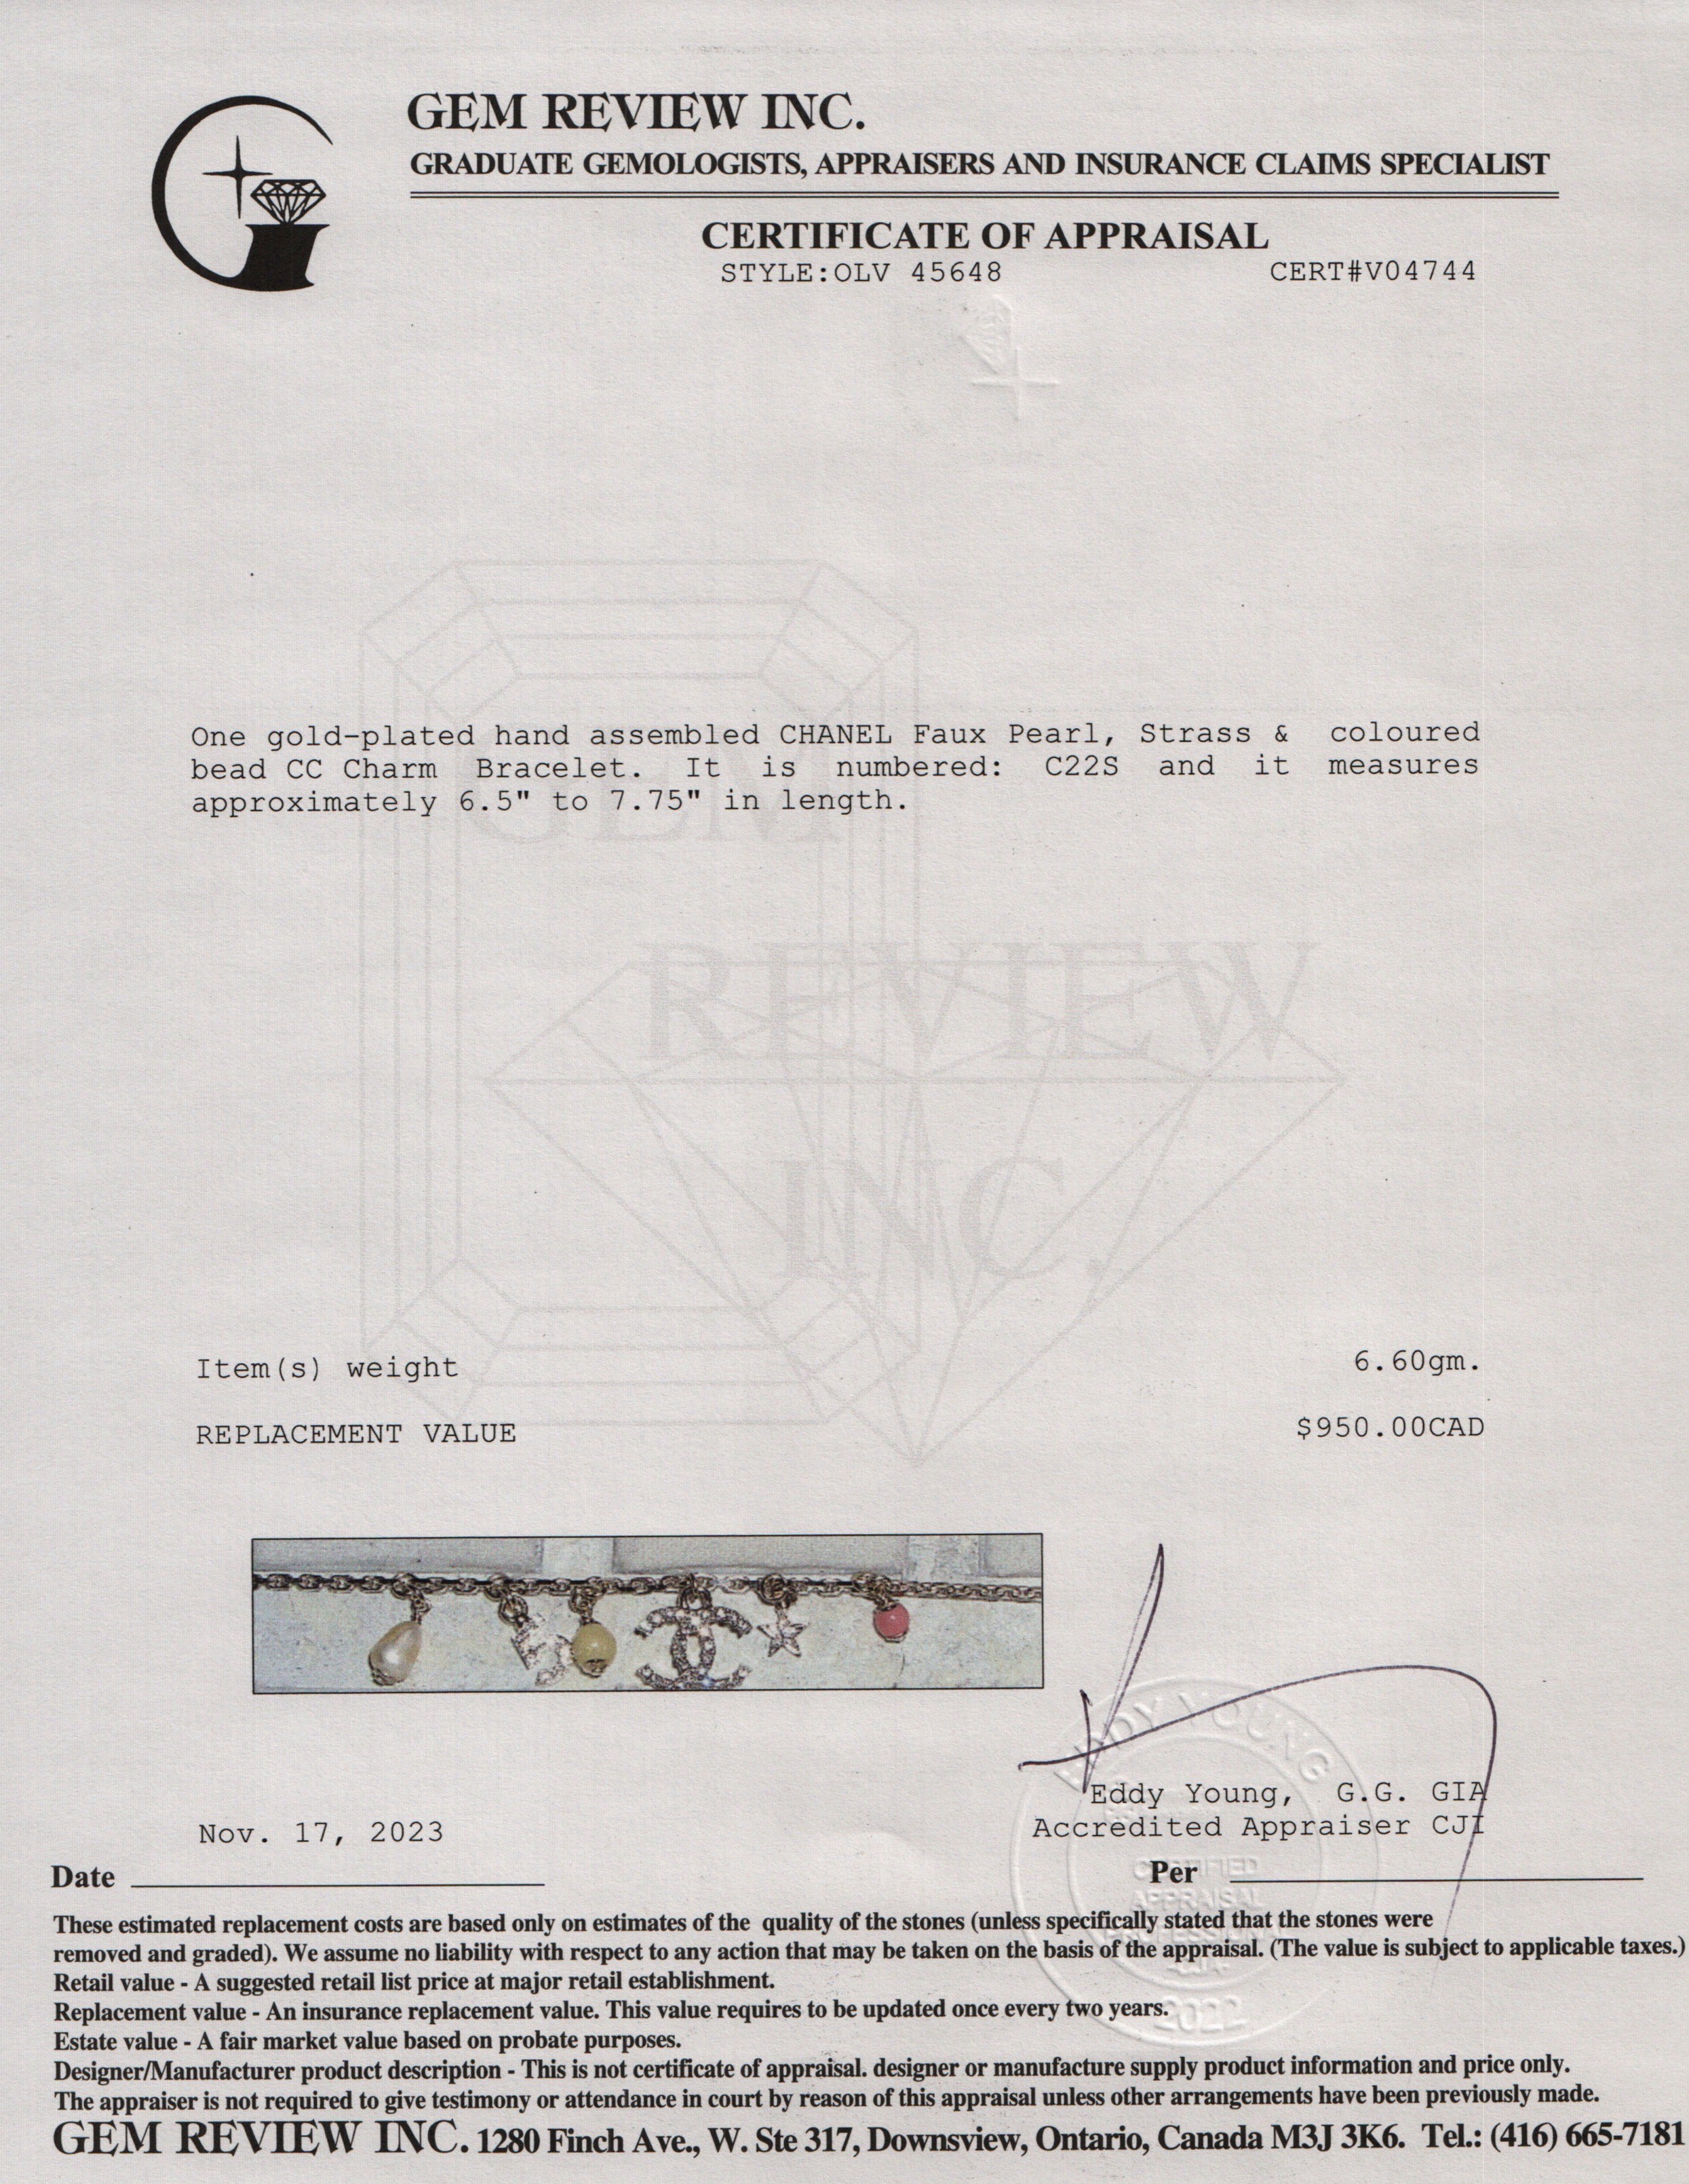 GEM REVIEW INC.
GRADUATE GEMOLOGISTS, APPRAISERS AND INSURANCE CLAIMS SPECIALIST
CERTIFICATE OF APPRAISAL
STYLE:OLV 45648 CERT#V04744
One gold-plated hand assembled CHANEL Faux Pearl, Strass & coloured
bead CC Charm Bracelet. It is numbered: C22S and it measures
approximately 6.5" to 7.75" in length.
GEM
REVIEW
INC.
Item(s) weight 6.60gm.
REPLACEMENT VALUE $950.00CAD
EDDY YOUNG
Eddy Young, G.G. GIA
Nov. 17, 2023 Accredited Appraiser CJI
Date Per
CERTIFIED
APPRAISAL
PROFESSIONAL
2022
These estimated replacement costs are based only on estimates of the quality of the stones (unless specifically stated that the stones were
removed and graded). We assume no liability with respect to any action that may be taken on the basis of the appraisal. (The value is subject to applicable taxes.)
Retail value - A suggested retail list price at major retail establishment.
Replacement value - An insurance replacement value. This value requires to be updated once every two years.
Estate value - A fair market value based on probate purposes.
Designer/Manufacturer product description - This is not certificate of appraisal. designer or manufacture supply product information and price only.
The appraiser is not required to give testimony or attendance in court by reason of this appraisal unless other arrangements have been previously made.
GEM REVIEW INC. 1280 Finch Ave., W. Ste 317, Downsview, Ontario, Canada M3J 3K6. Tel.: (416) 665-7181